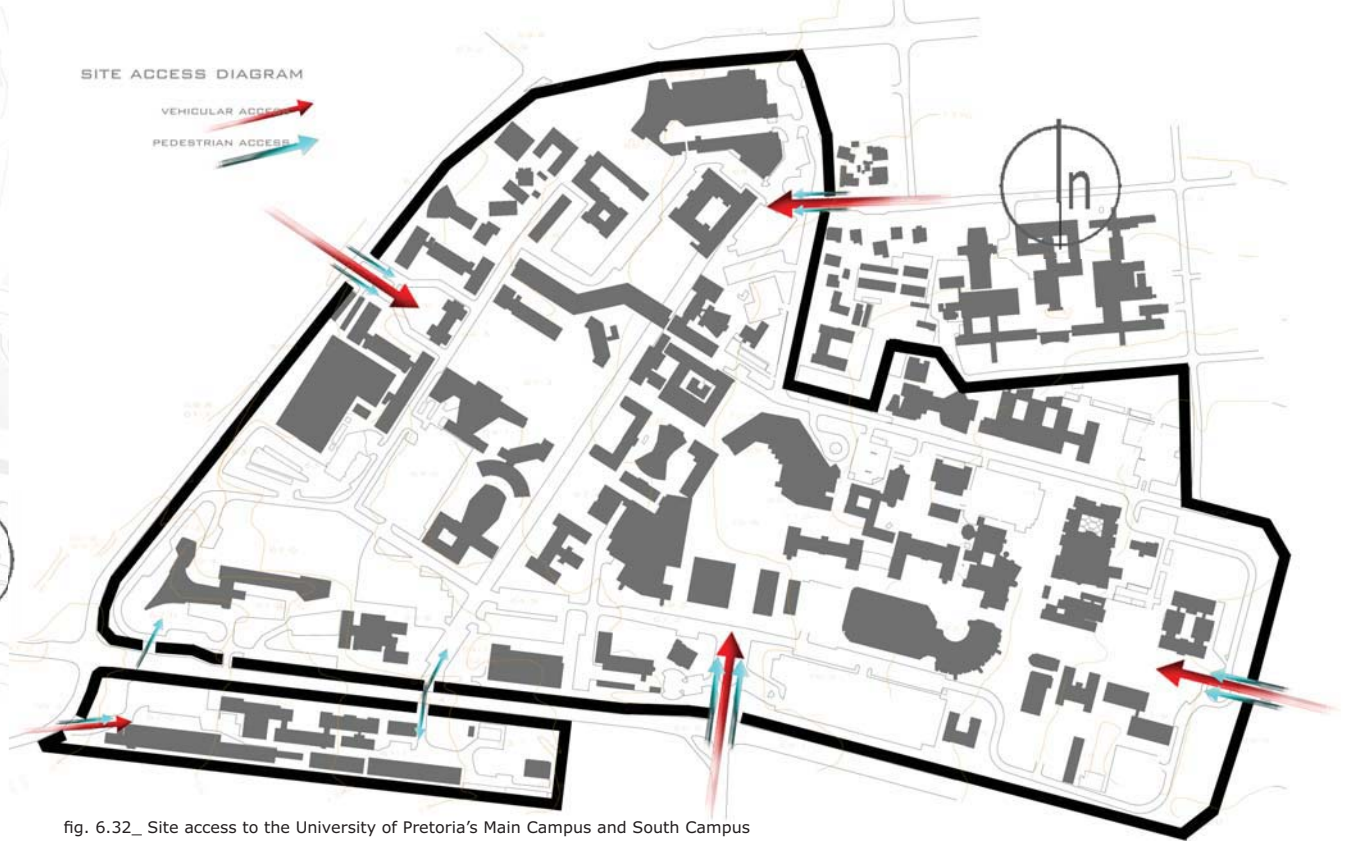 SITE ACCESS DIAGRAM
VEHICULAR ACCESS
PEDESTRIAN ACCESS
n
fig. 6.32_ Site access to the University of Pretoria's Main Campus and South Campus